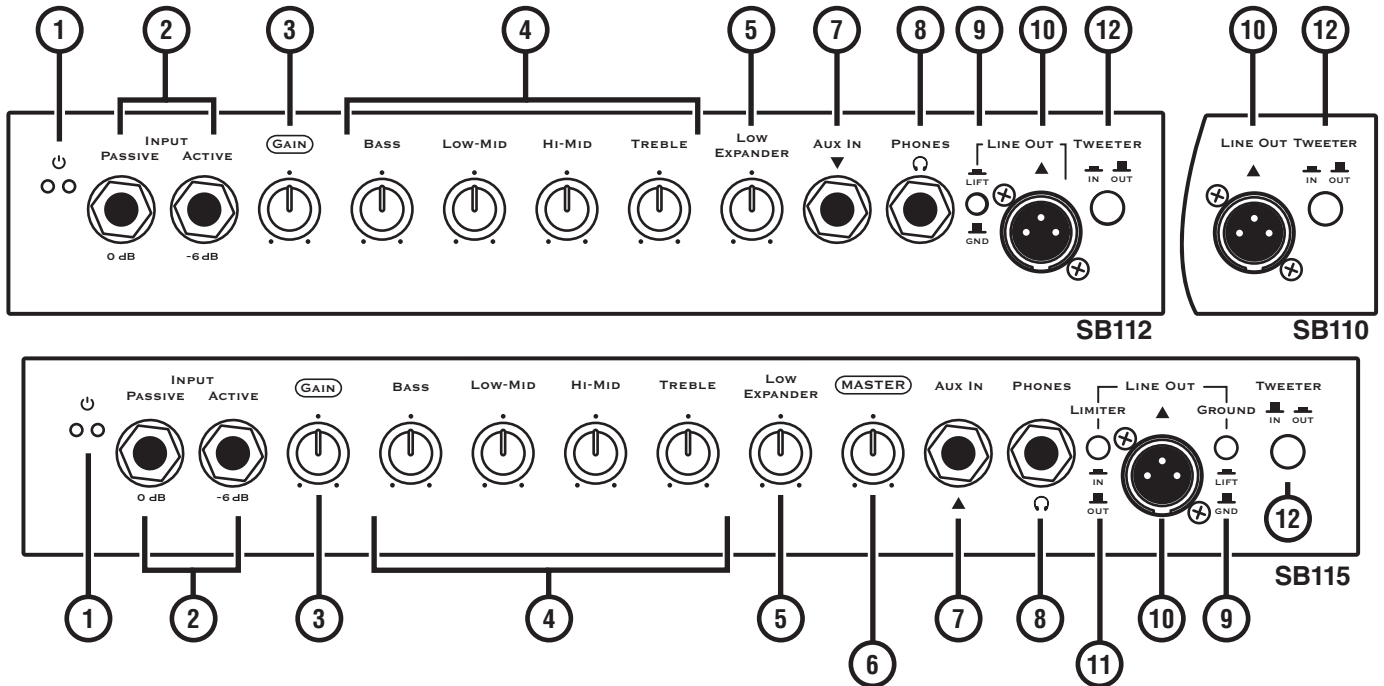 1 2 3 4 5 7 8 9 10 12 10 12
INPUT
PASSIVE ACTIVE
0 dB -6 dB
GAIN
BASS LOW-MID HI-MID TREBLE
LOW
EXPANDER
AUX IN
PHONES
LINE OUT
LIFT
GND
TWEETER
IN OUT
SB112
LINE OUT TWEETER
IN OUT
SB110
INPUT
PASSIVE ACTIVE
0 dB -6 dB
GAIN
BASS LOW-MID HI-MID TREBLE
LOW
EXPANDER
MASTER
AUX IN
PHONES
LINE OUT
LIMITER
IN
OUT
GROUND
LIFT
GND
TWEETER
IN OUT
12
SB115
1 2 3 4 5 7 8 10 9
6 11